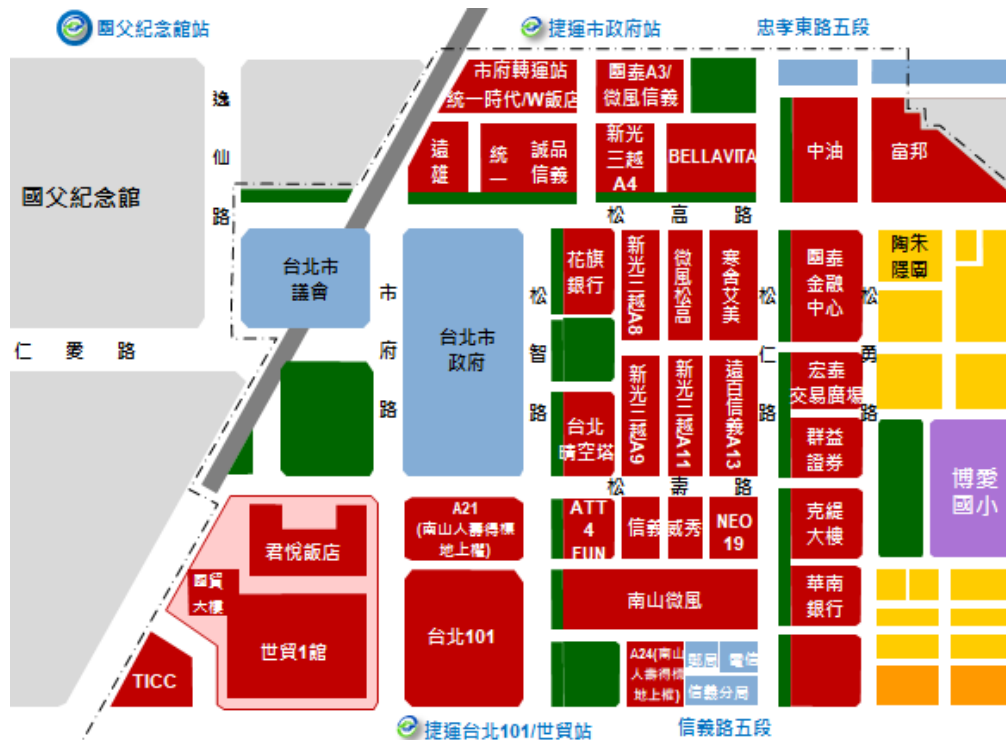 國父紀念館站
捷運市政府站
忠孝東路五段
市府轉運站
統一時代/W飯店
國泰A3/
微風信義
逸仙路
遠雄
統一
誠品
信義
新光
三越
A4
BELLAVITA
中油
富邦
國父紀念館
松高路
台北市
議會
市府路
台北市
政府
松智路
花旗
銀行
新光三越A8
微風松高
寒舍艾美
松仁路
國泰
金融
中心
松勇路
陶朱
隱園
仁愛路
台北
晴空塔
新光三越A9
新光三越A11
遠百信義A13
宏泰
交易廣場
群益
證券
博愛
國小
松壽路
君悅飯店
國貿
大樓
世貿1館
TICC
A21
(南山人壽得標
地上權)
台北101
ATT
4
FUN
信義
威秀
NEO
19
克緹
大樓
南山微風
華南
銀行
A24(南山
人壽得標
地上權)
郵局
電信
信義分局
捷運台北101/世貿站
信義路五段